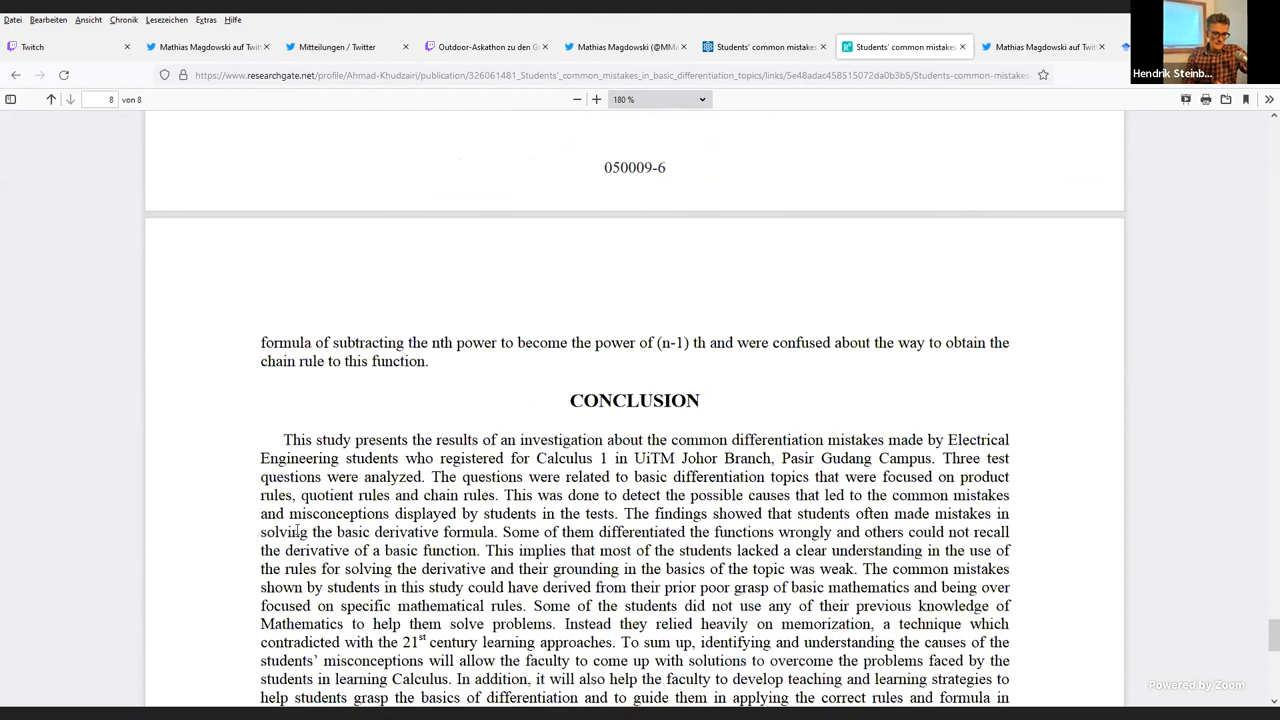 Datei Bearbeiten Ansicht Chronik Lesezeichen Extras Hilfe
Twitch
Mathias Magdowski auf Twit
Mitteilungen / Twitter
Outdoor-Askathon zu den G
Mathias Magdowski (@MM
Students' common mistakes
Students' common mistakes
Mathias Magdowski auf Twit
Hendrik Steinb...
8 von 8
180 %
050009-6
formula of subtracting the nth power to become the power of (n-1) th and were confused about the way to obtain the
chain rule to this function.
CONCLUSION
This study presents the results of an investigation about the common differentiation mistakes made by Electrical
Engineering students who registered for Calculus 1 in UiTM Johor Branch, Pasir Gudang Campus. Three test
questions were analyzed. The questions were related to basic differentiation topics that were focused on product
rules, quotient rules and chain rules. This was done to detect the possible causes that led to the common mistakes
and misconceptions displayed by students in the tests. The findings showed that students often made mistakes in
solving the basic derivative formula. Some of them differentiated the functions wrongly and others could not recall
the derivative of a basic function. This implies that most of the students lacked a clear understanding in the use of
the rules for solving the derivative and their grounding in the basics of the topic was weak. The common mistakes
shown by students in this study could have derived from their prior poor grasp of basic mathematics and being over
focused on specific mathematical rules. Some of the students did not use any of their previous knowledge of
Mathematics to help them solve problems. Instead they relied heavily on memorization, a technique which
contradicted with the 21st century learning approaches. To sum up, identifying and understanding the causes of the
students' misconceptions will allow the faculty to come up with solutions to overcome the problems faced by the
students in learning Calculus. In addition, it will also help the faculty to develop teaching and learning strategies to
help students grasp the basics of differentiation and to guide them in applying the correct rules and formula in
Powered by Zoom